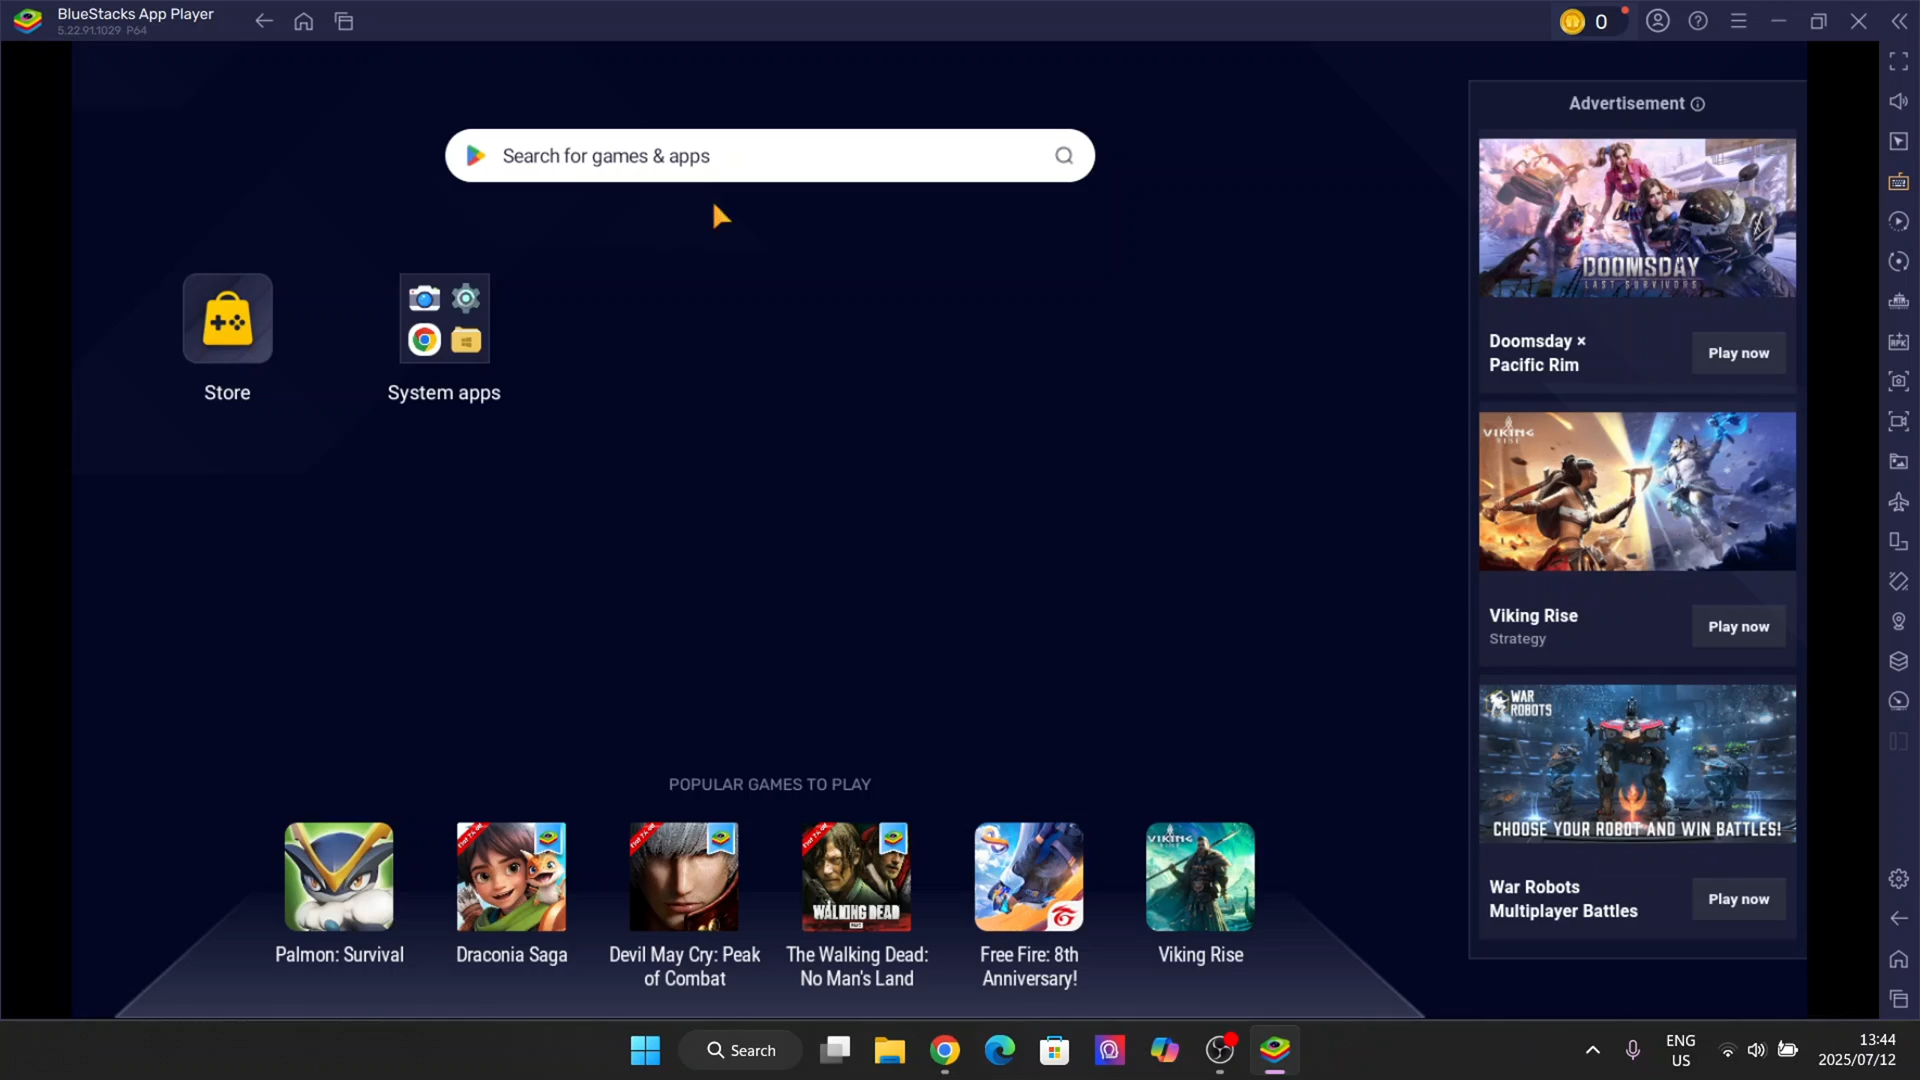 BlueStacks App Player
5.22.91.1029 P64
0
Search for games & apps
Store
System apps
Advertisement
DOOMSDAY
LAST SURVIVORS
Doomsday ×
Pacific Rim
Play now
VIKING
RISE
Viking Rise
Strategy
Play now
WAR
ROBOTS
CHOOSE YOUR ROBOT AND WIN BATTLES!
War Robots
Multiplayer Battles
Play now
POPULAR GAMES TO PLAY
THE WALKING DEAD
VIKING
Palmon: Survival
Draconia Saga
Devil May Cry: Peak
of Combat
The Walking Dead:
No Man's Land
Free Fire: 8th
Anniversary!
Viking Rise
Search
ENG
US
13:44
2025/07/12